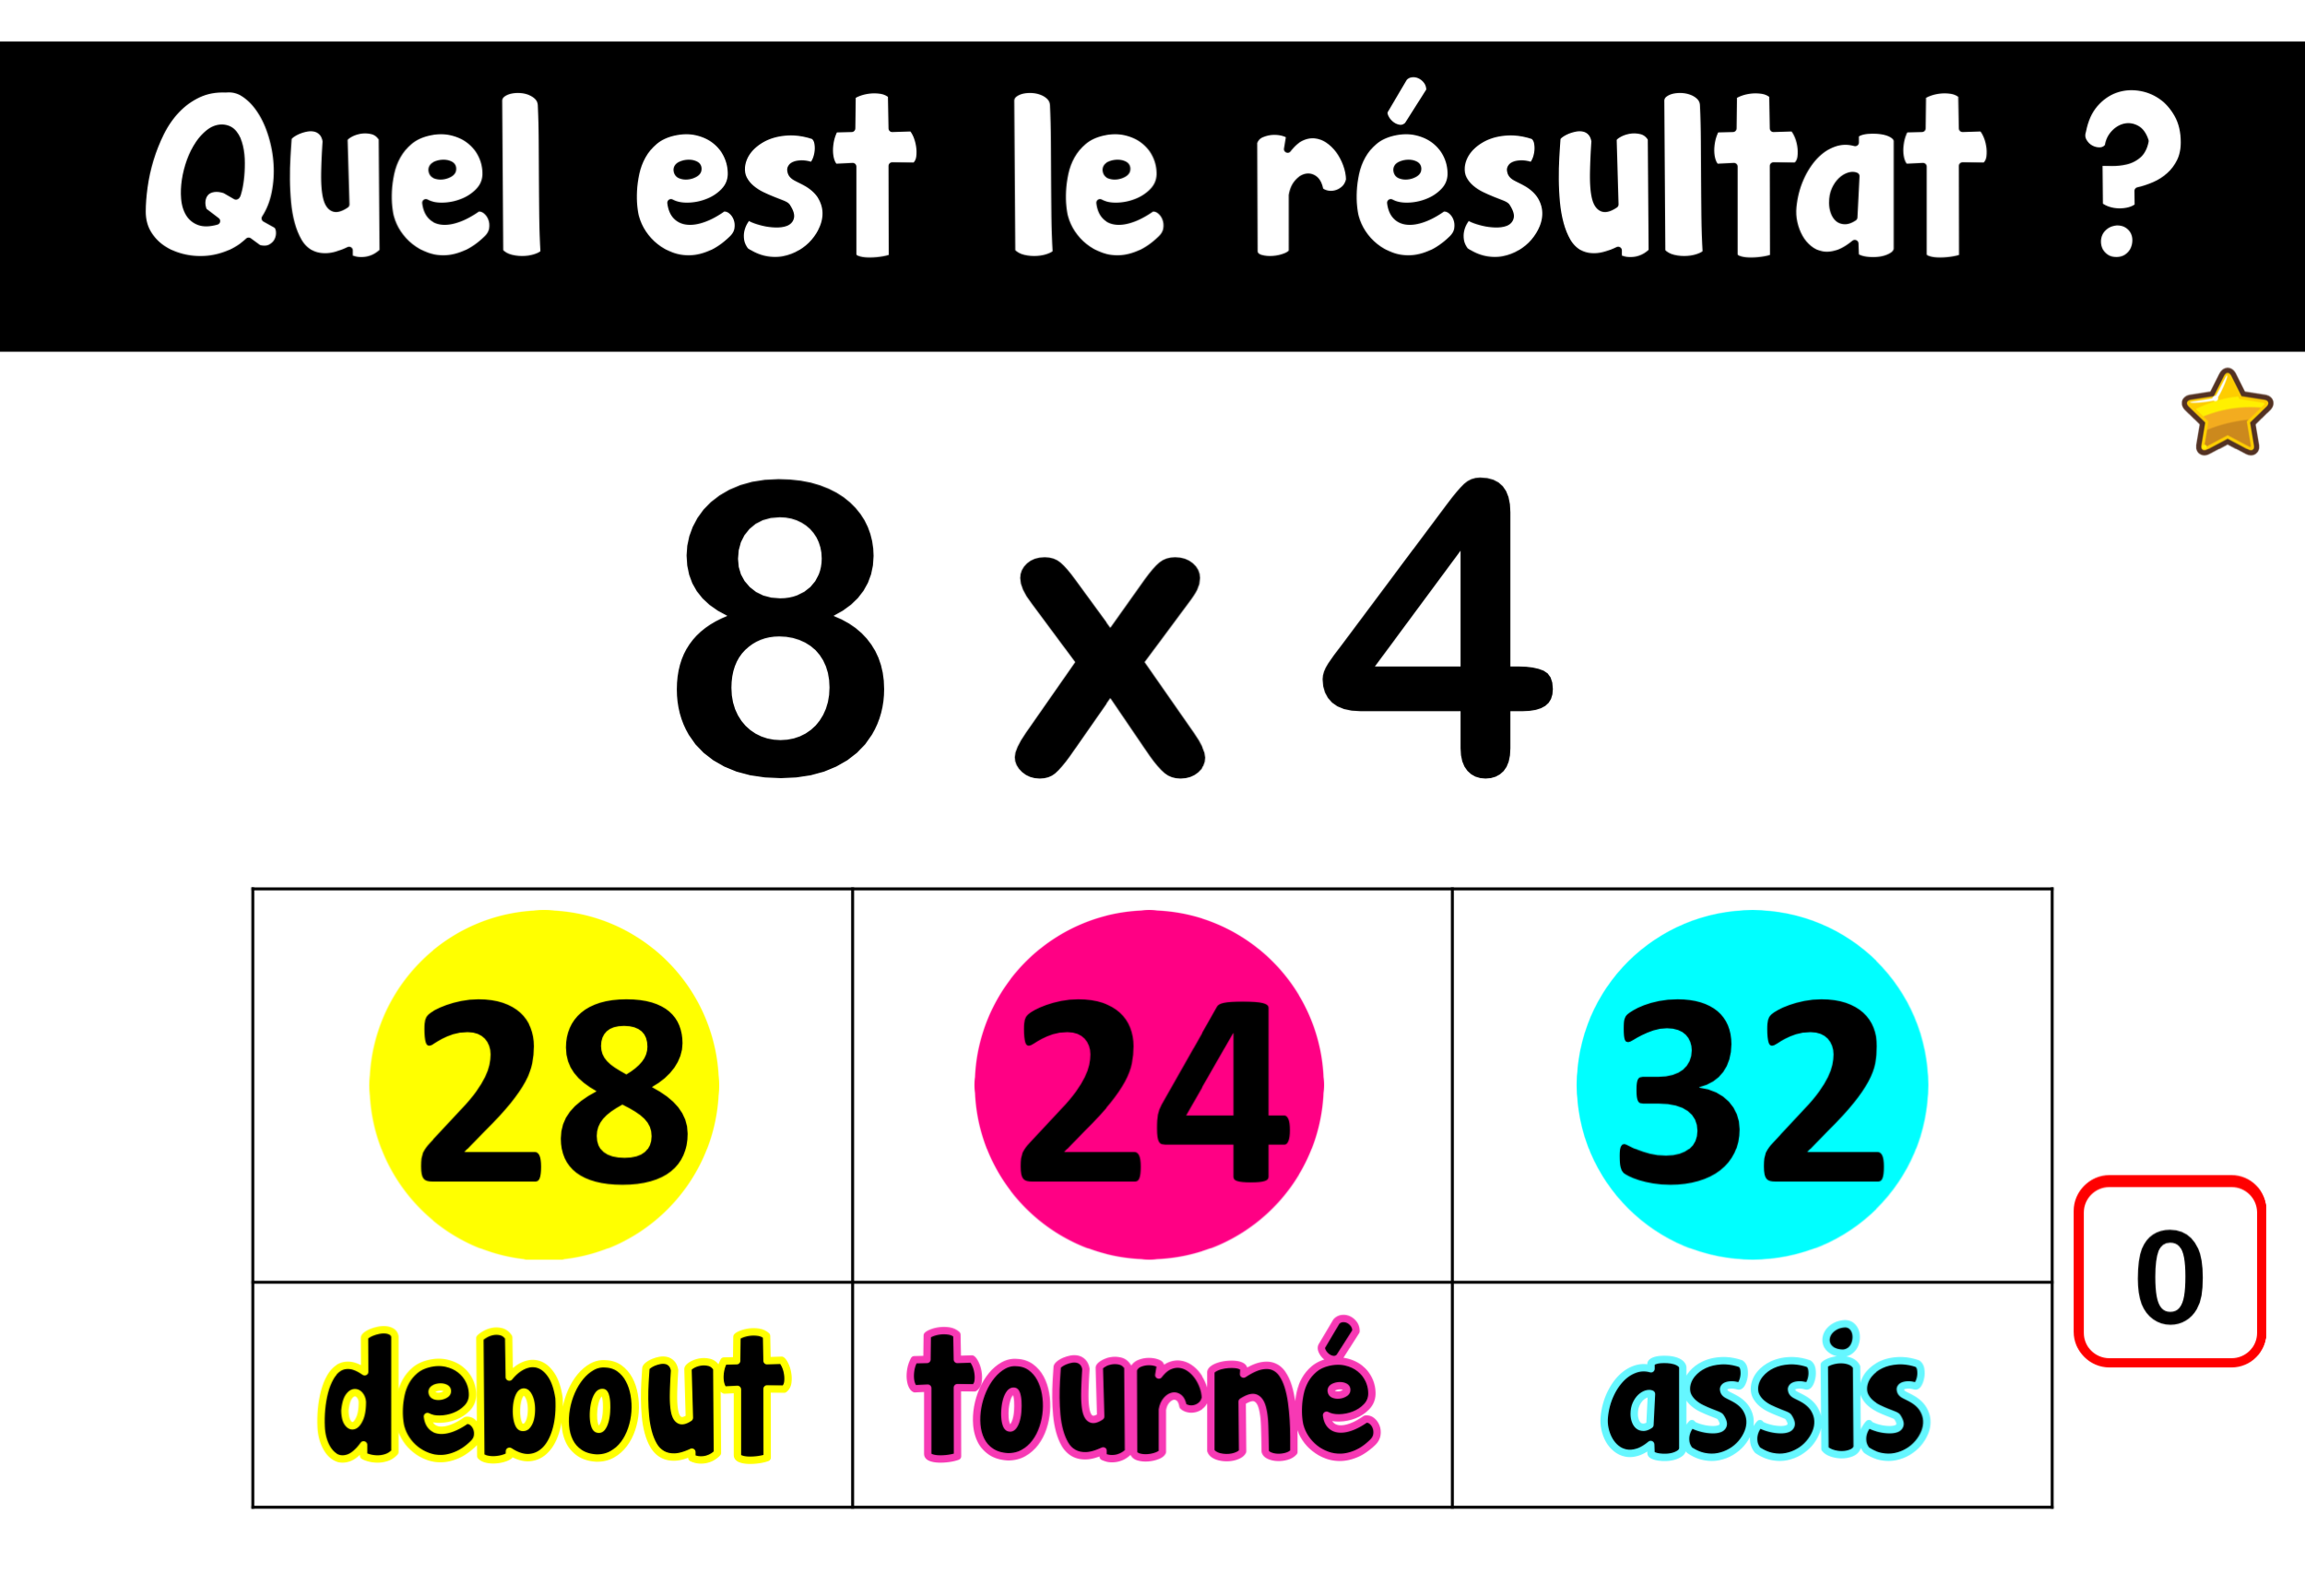 Quel est le résultat ?
8 x 4
28 24 32
0
debout tourné assis